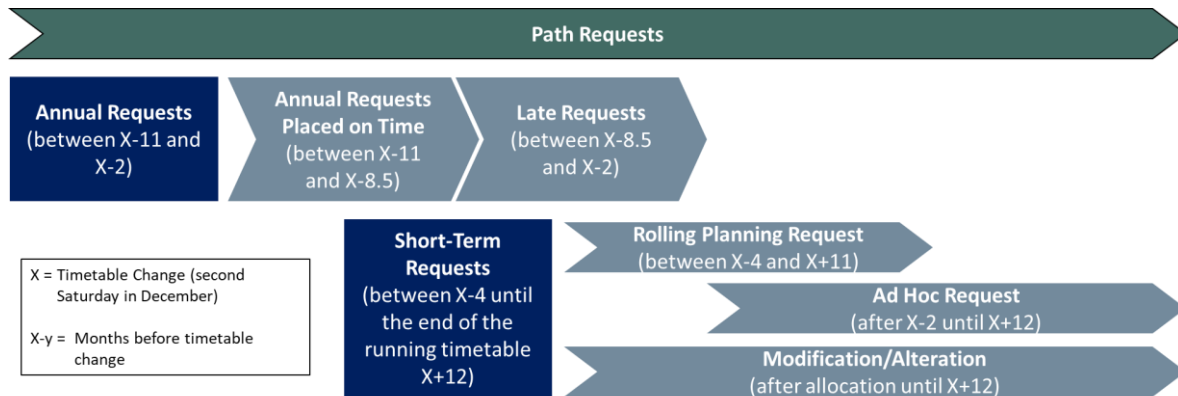 Path Requests
Annual Requests
(between X-11 and
X-2)
Annual Requests
Placed on Time
(between X-11
and X-8.5)
Late Requests
(between X-8.5
and X-2)
Short-Term
Requests
(between X-4 until
the end of the
running timetable
X+12)
Rolling Planning Request
(between X-4 and X+11)
Ad Hoc Request
(after X-2 until X+12)
Modification/Alteration
(after allocation until X+12)
X = Timetable Change (second
Saturday in December)
X-y = Months before timetable
change